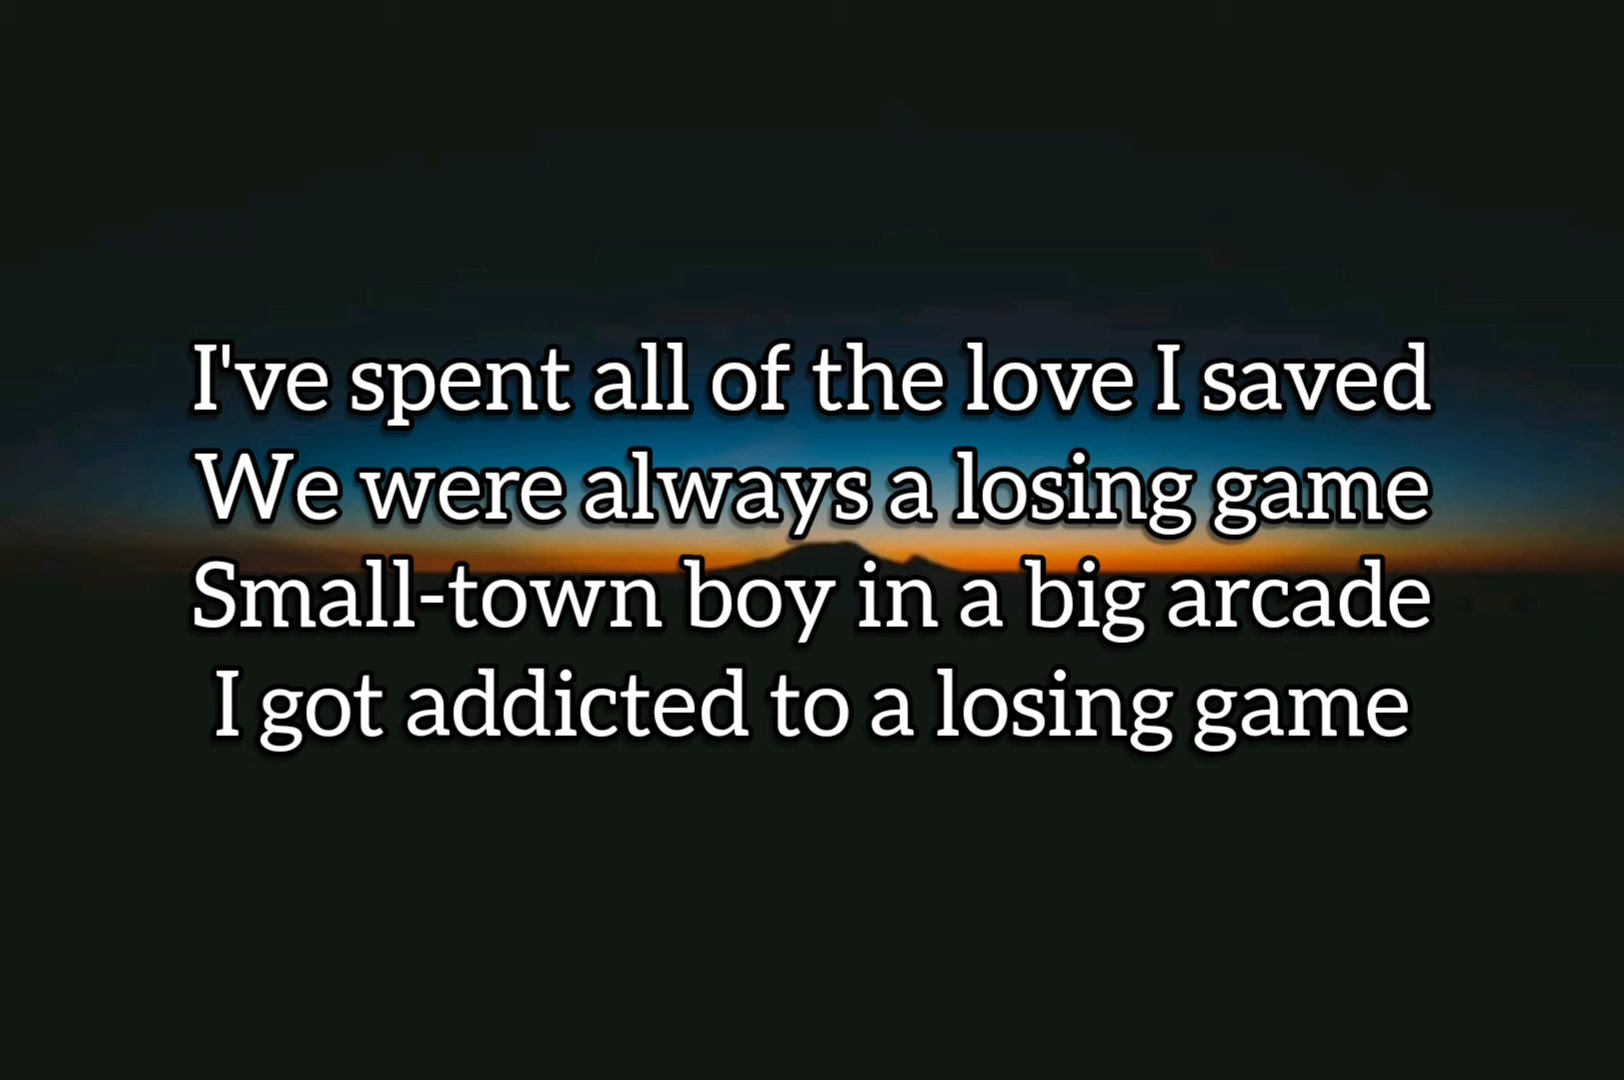 I've spent all of the love I saved
We were always a losing game
Small-town boy in a big arcade
I got addicted to a losing game